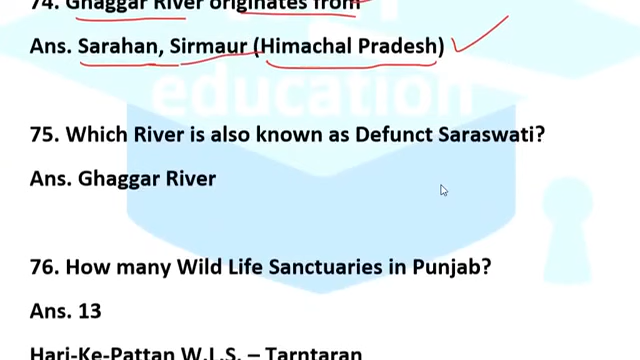 74. Ghaggar River originates from
Ans. Sarahan, Sirmaur (Himachal Pradesh)
education
75. Which River is also known as Defunct Saraswati?
Ans. Ghaggar River
76. How many Wild Life Sanctuaries in Punjab?
Ans. 13
Hari-Ke-Pattan W.L.S. – Tarntaran